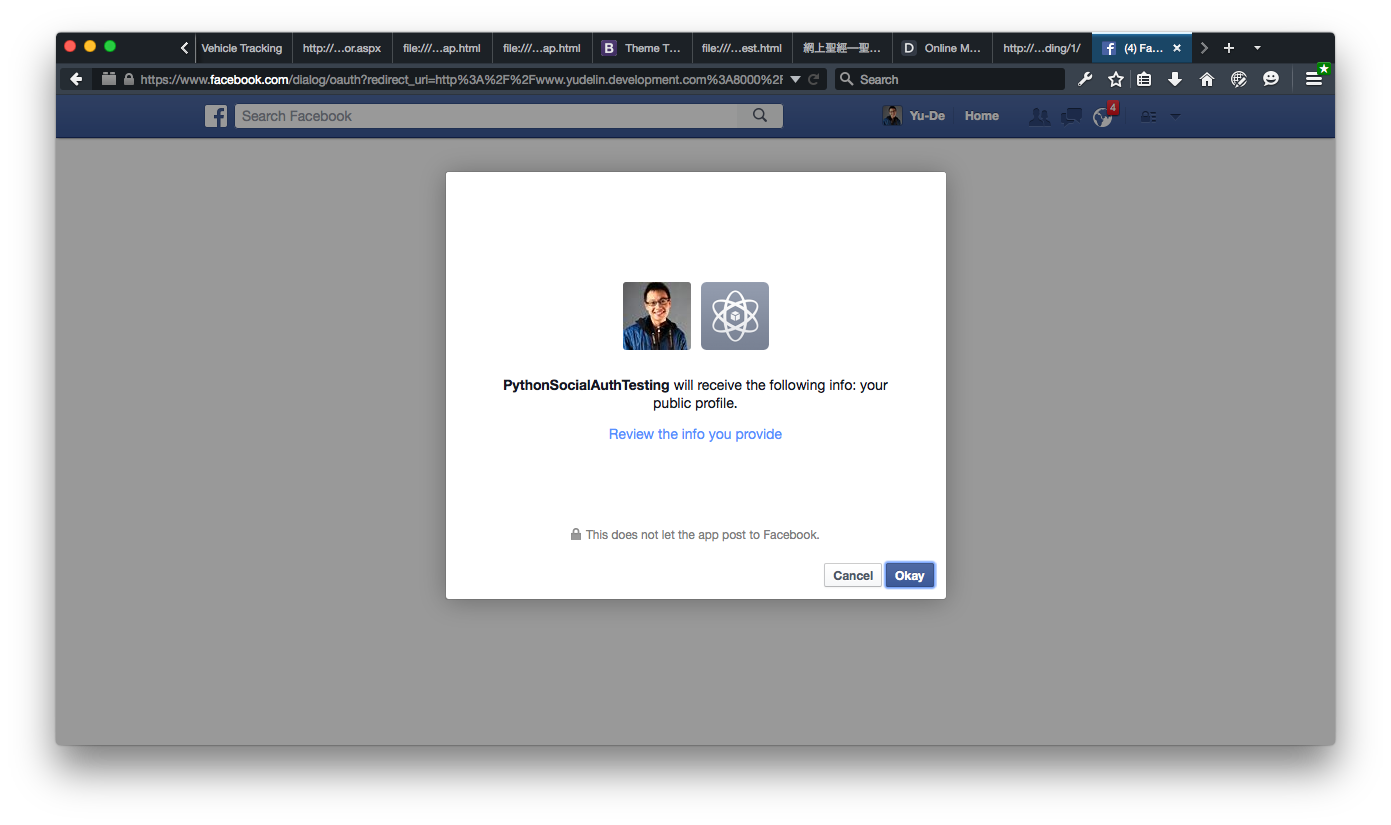 Vehicle Tracking
http://...or.aspx
file:///...ap.html
file:///...ap.html
B Theme T...
file:///...est.html
網上聖經一聖...
D Online M...
http://...ding/1/
f (4) Fa...
https://www.facebook.com/dialog/oauth?redirect_uri=http%3A%2F%2Fwww.yudelin.development.com%3A8000%2F
Search
Search Facebook
Yu-De
Home
4
PythonSocialAuthTesting will receive the following info: your
public profile.
Review the info you provide
This does not let the app post to Facebook.
Cancel
Okay